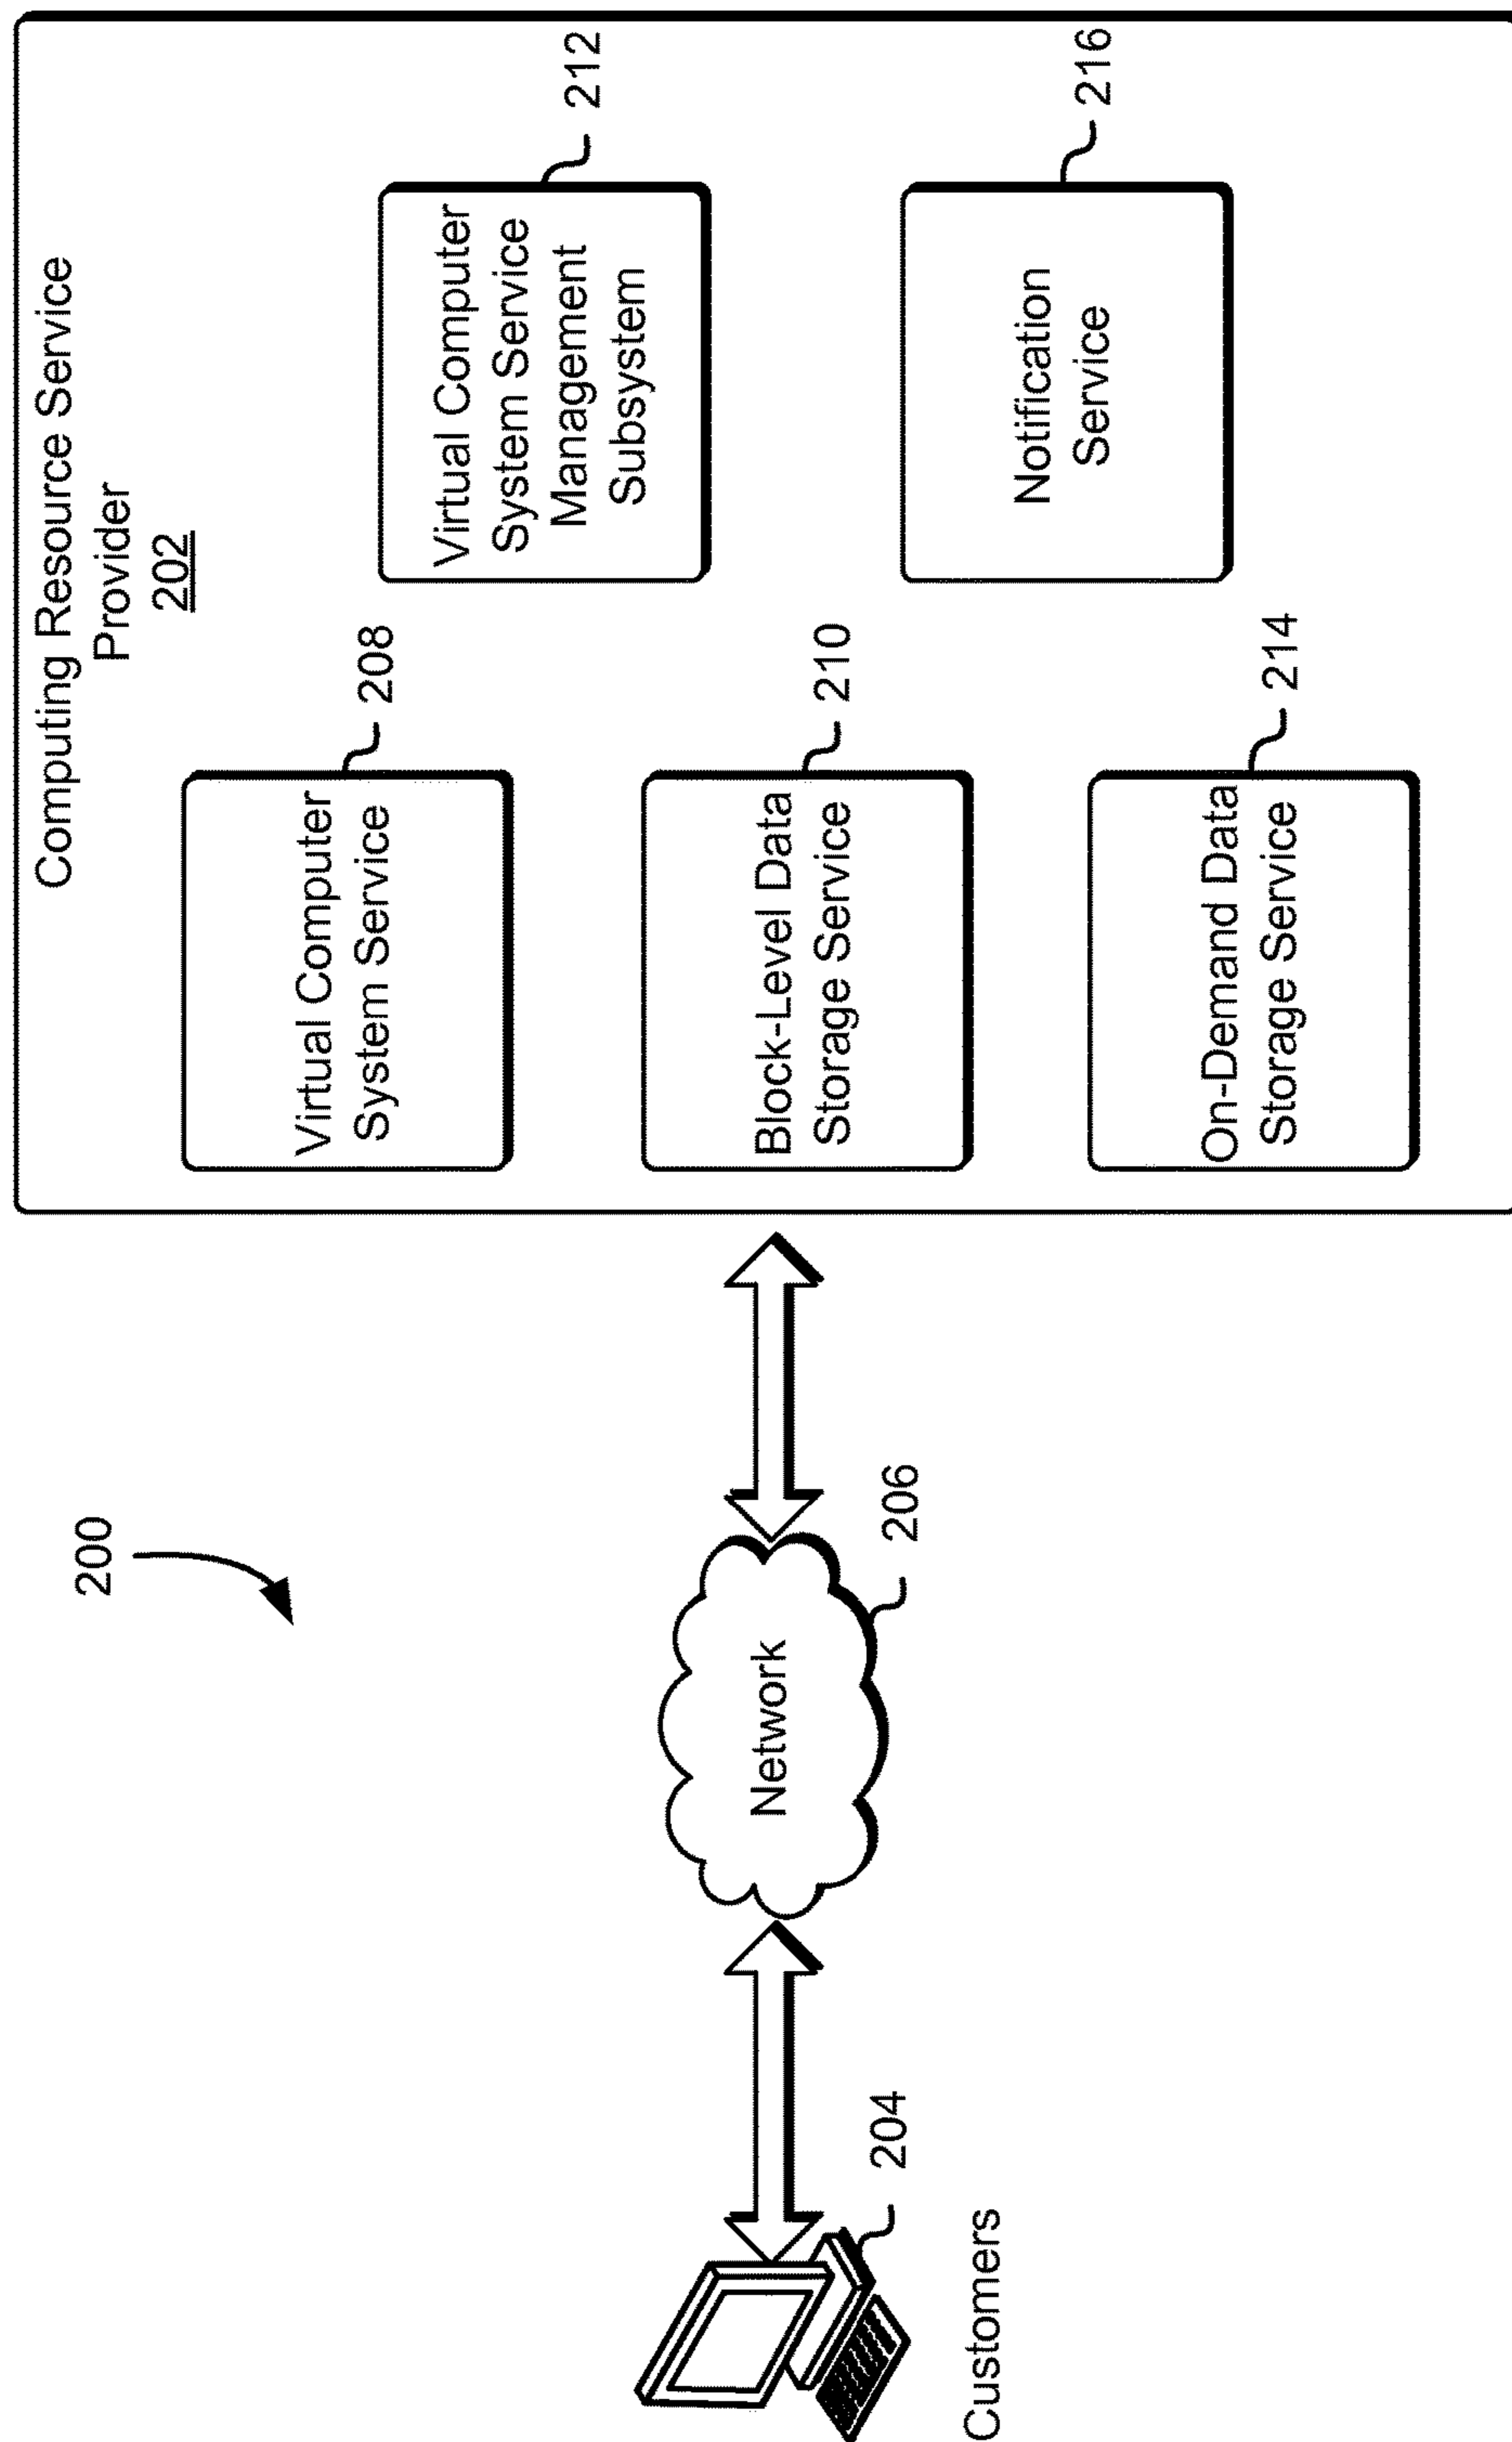 200
Customers
204
Network
206
Computing Resource Service
Provider
202
Virtual Computer
System Service
208
Virtual Computer
System Service
Management
Subsystem
212
Block-Level Data
Storage Service
210
Notification
Service
216
On-Demand Data
Storage Service
214